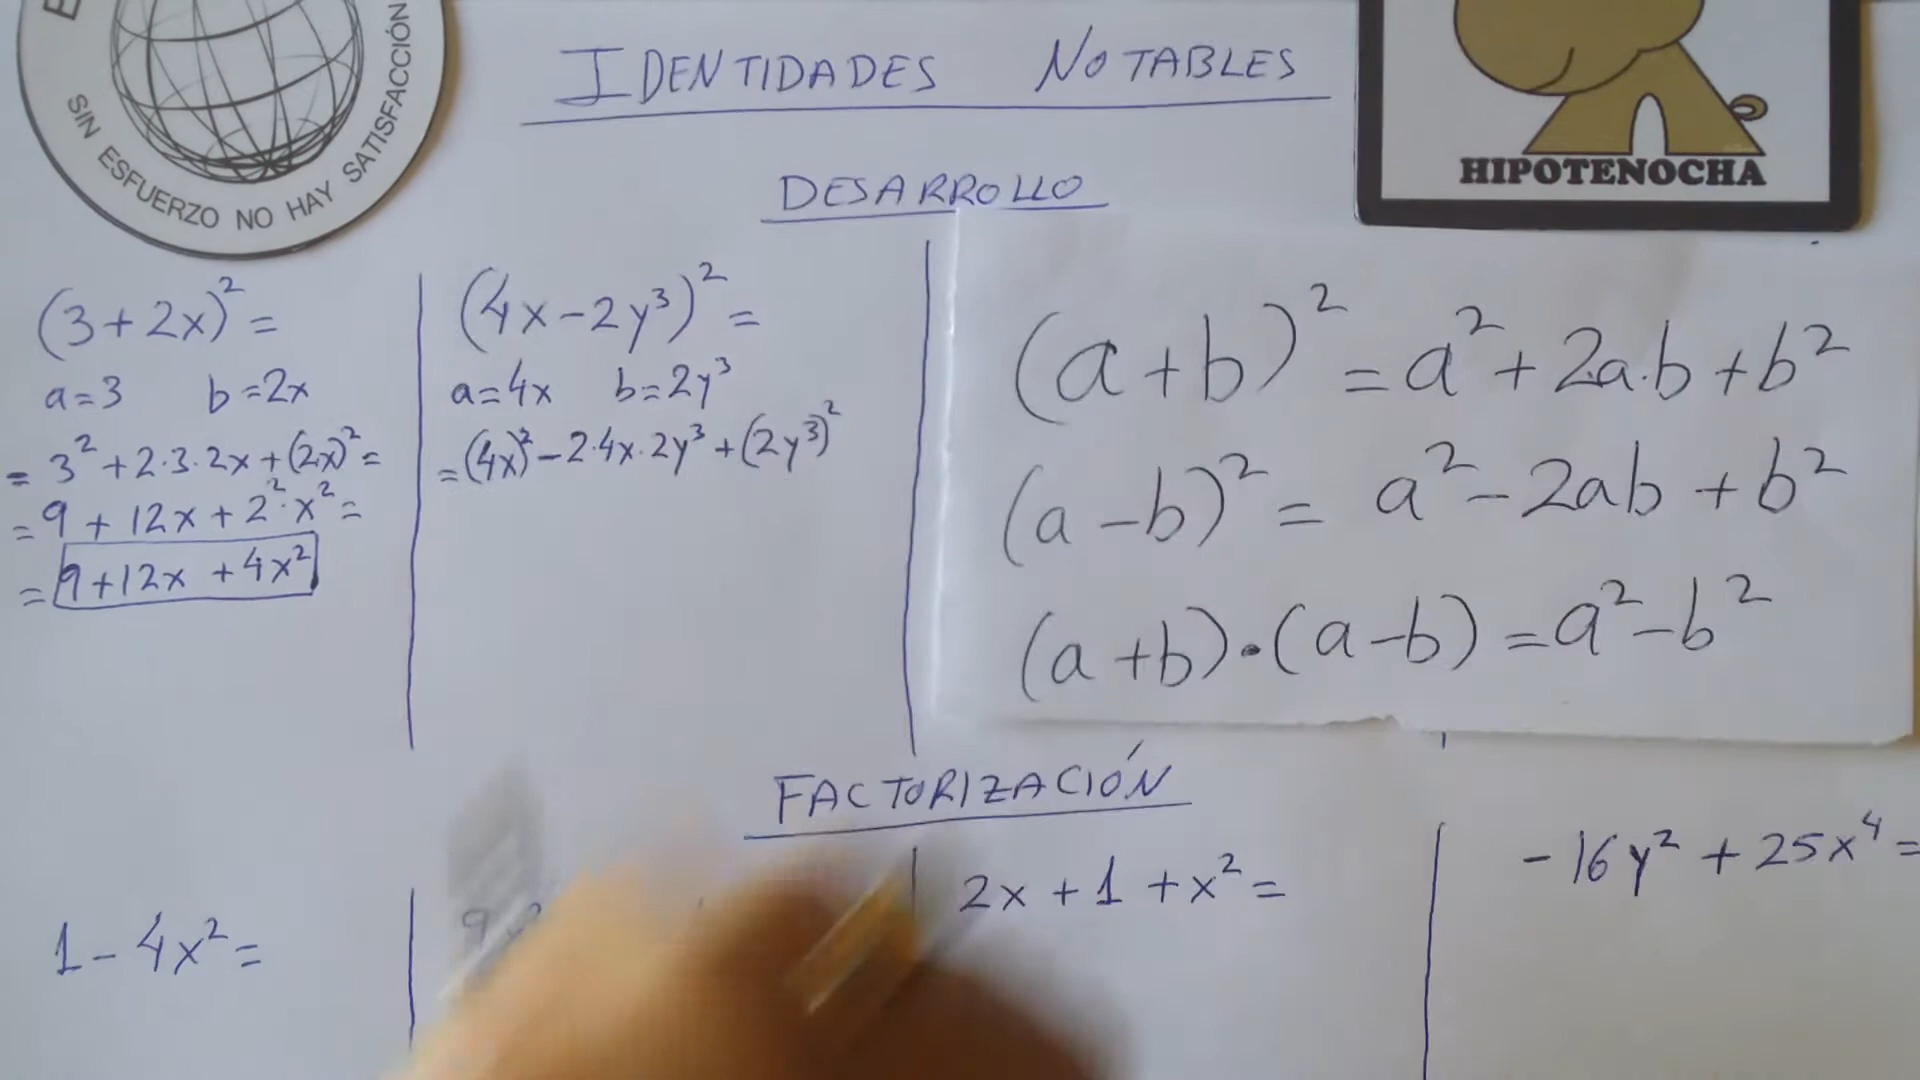 SIN ESFUERZO NO HAY SATISFACCIÓN
IDENTIDADES NOTABLES
HIPOTENOCHA
DESARROLLO
(3+2x)² =
a=3 b=2x
= 3² + 2·3·2x + (2x)² =
= 9 + 12x + 2²·x² =
= 9+12x +4x²
(4x-2y³)² =
a=4x b=2y³
= (4x)² - 2·4x·2y³ + (2y³)²
(a+b)² = a² + 2a·b + b²
(a-b)² = a² - 2ab + b²
(a+b)·(a-b) = a² - b²
FACTORIZACIÓN
1 - 4x² =
2x + 1 + x² =
- 16y² + 25x⁴ =